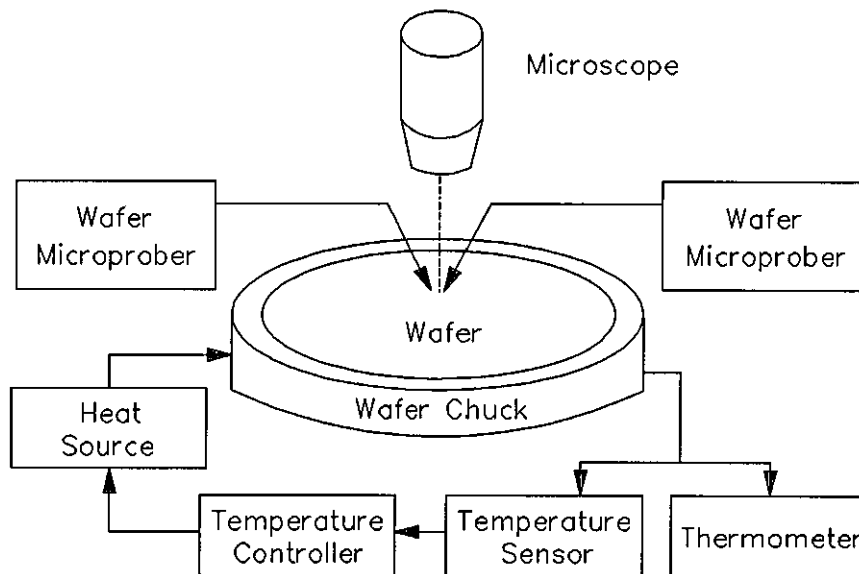 Microscope
Wafer
Microprober
Wafer
Microprober
Wafer
Wafer Chuck
Heat
Source
Temperature
Controller
Temperature
Sensor
Thermometer